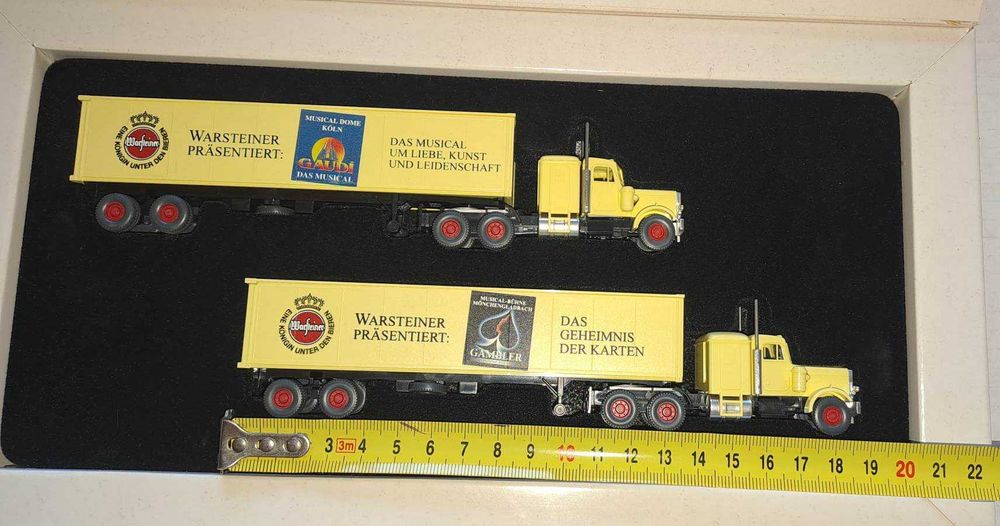 Warsteiner
EINE KÖNIGIN UNTER DEN BIEREN
WARSTEINER
PRÄSENTIERT:
MUSICAL DOME
KÖLN
GAUDÍ
DAS MUSICAL
DAS MUSICAL
UM LIEBE, KUNST
UND LEIDENSCHAFT
Warsteiner
EINE KÖNIGIN UNTER DEN BIEREN
WARSTEINER
PRÄSENTIERT:
MUSICAL-BÜHNE
MÖNCHENGLADBACH
GAMBLER
DAS
GEHEIMNIS
DER KARTEN
3 3m 4 5 6 7 8 9 10 11 12 13 14 15 16 17 18 19 20 21 22